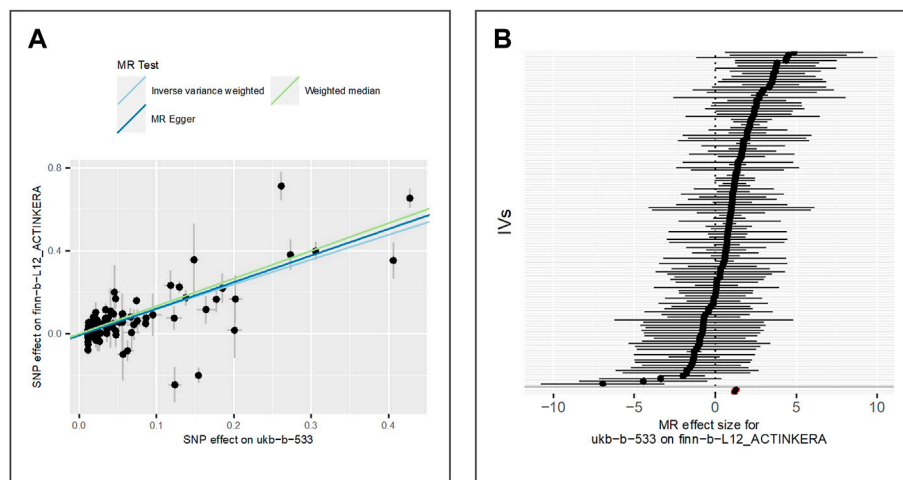 A
MR Test
Inverse variance weighted
Weighted median
MR Egger
SNP effect on finn-b-L12_ACTINKERA
0.8
0.4
0.0
0.0
0.1
0.2
0.3
0.4
SNP effect on ukb-b-533
B
IVs
−10
−5
0
5
10
MR effect size for
ukb-b-533 on finn-b-L12_ACTINKERA